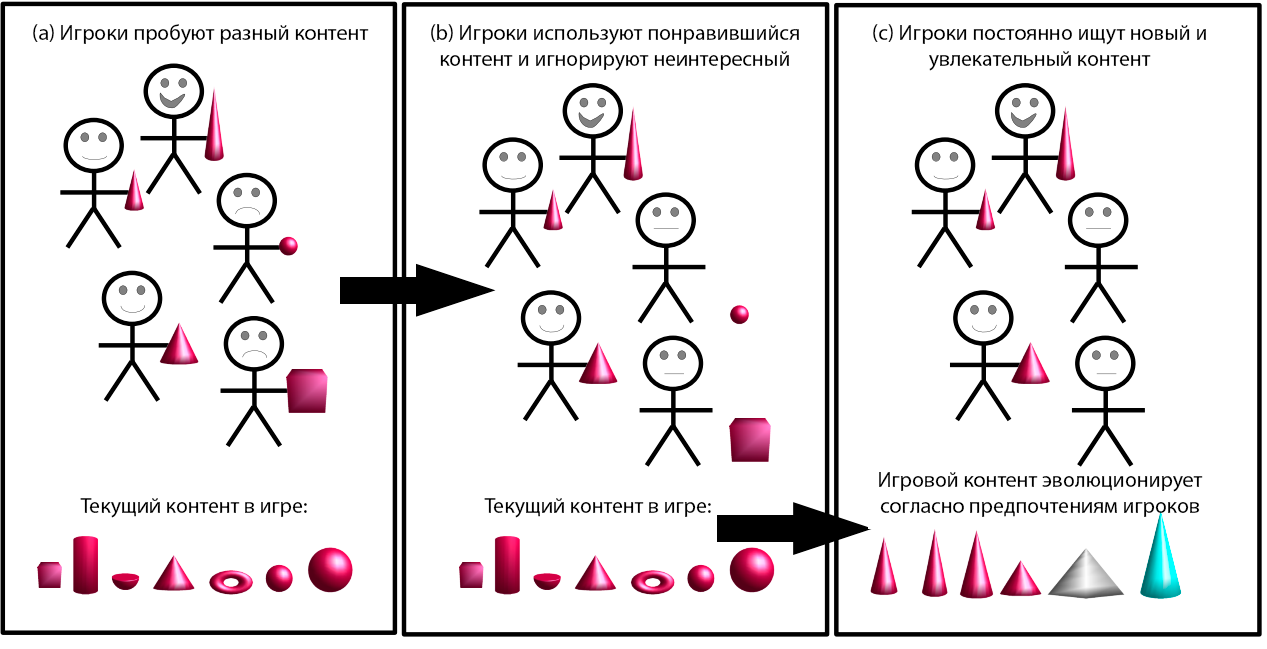 (a) Игроки пробуют разный контент
Текущий контент в игре:
(b) Игроки используют понравившийся
контент и игнорируют неинтересный
Текущий контент в игре:
(c) Игроки постоянно ищут новый и
увлекательный контент
Игровой контент эволюционирует
согласно предпочтениям игроков